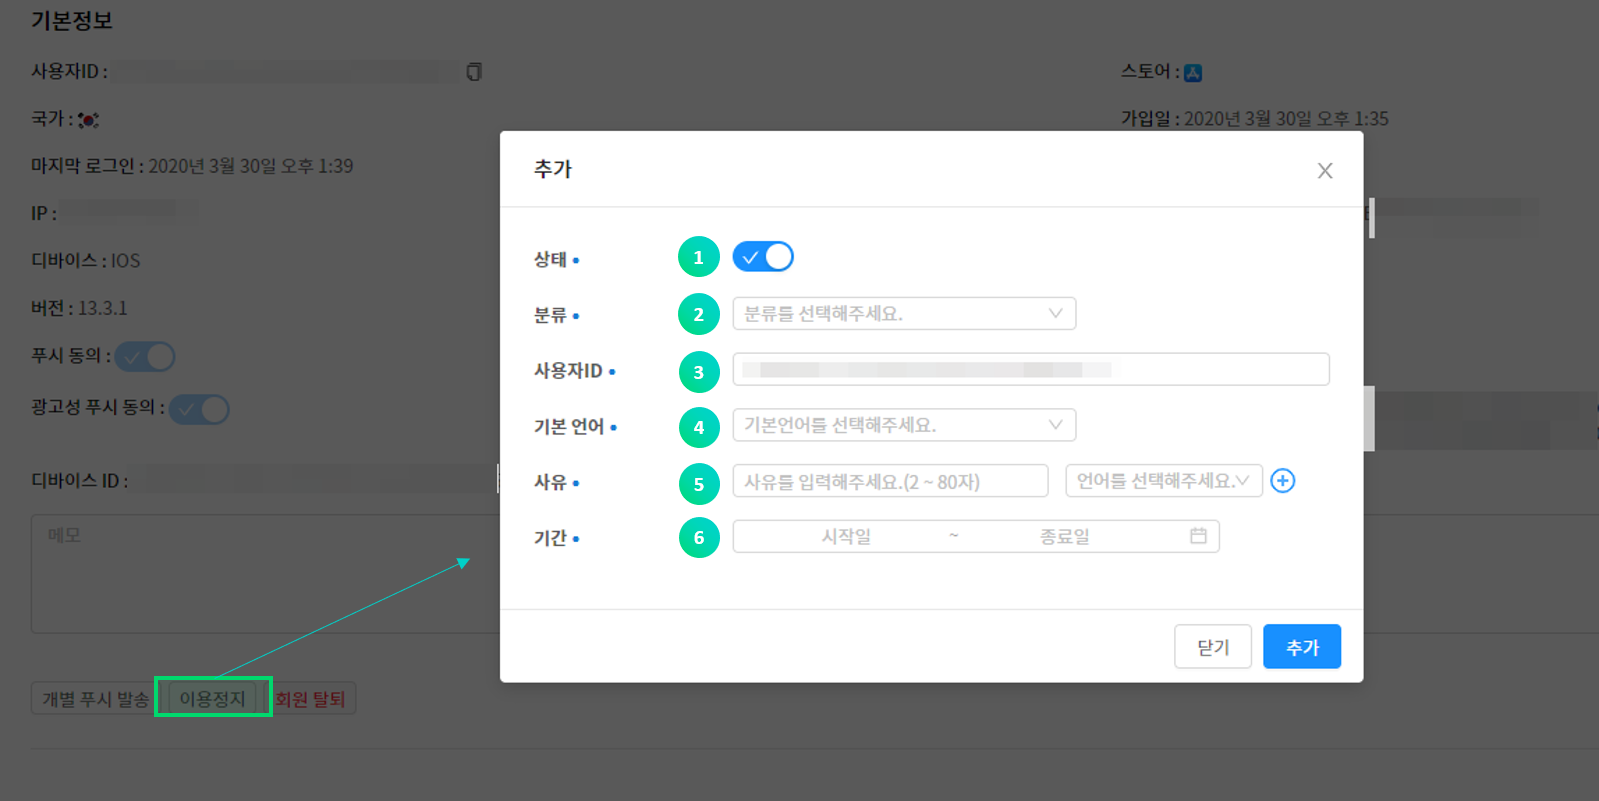 기본정보
사용자ID :
스토어 :
국가 :
가입일 : 2020년 3월 30일 오후 1:35
마지막 로그인 : 2020년 3월 30일 오후 1:39
IP :
디바이스 : IOS
버전 : 13.3.1
푸시 동의 :
광고성 푸시 동의 :
디바이스 ID :
메모
개별 푸시 발송 이용정지 회원 탈퇴
추가
상태 • 1
분류 • 2 분류를 선택해주세요.
사용자ID • 3
기본 언어 • 4 기본언어를 선택해주세요.
사유 • 5 사유를 입력해주세요.(2 ~ 80자) 언어를 선택해주세요.
기간 • 6 시작일 ~ 종료일
닫기 추가